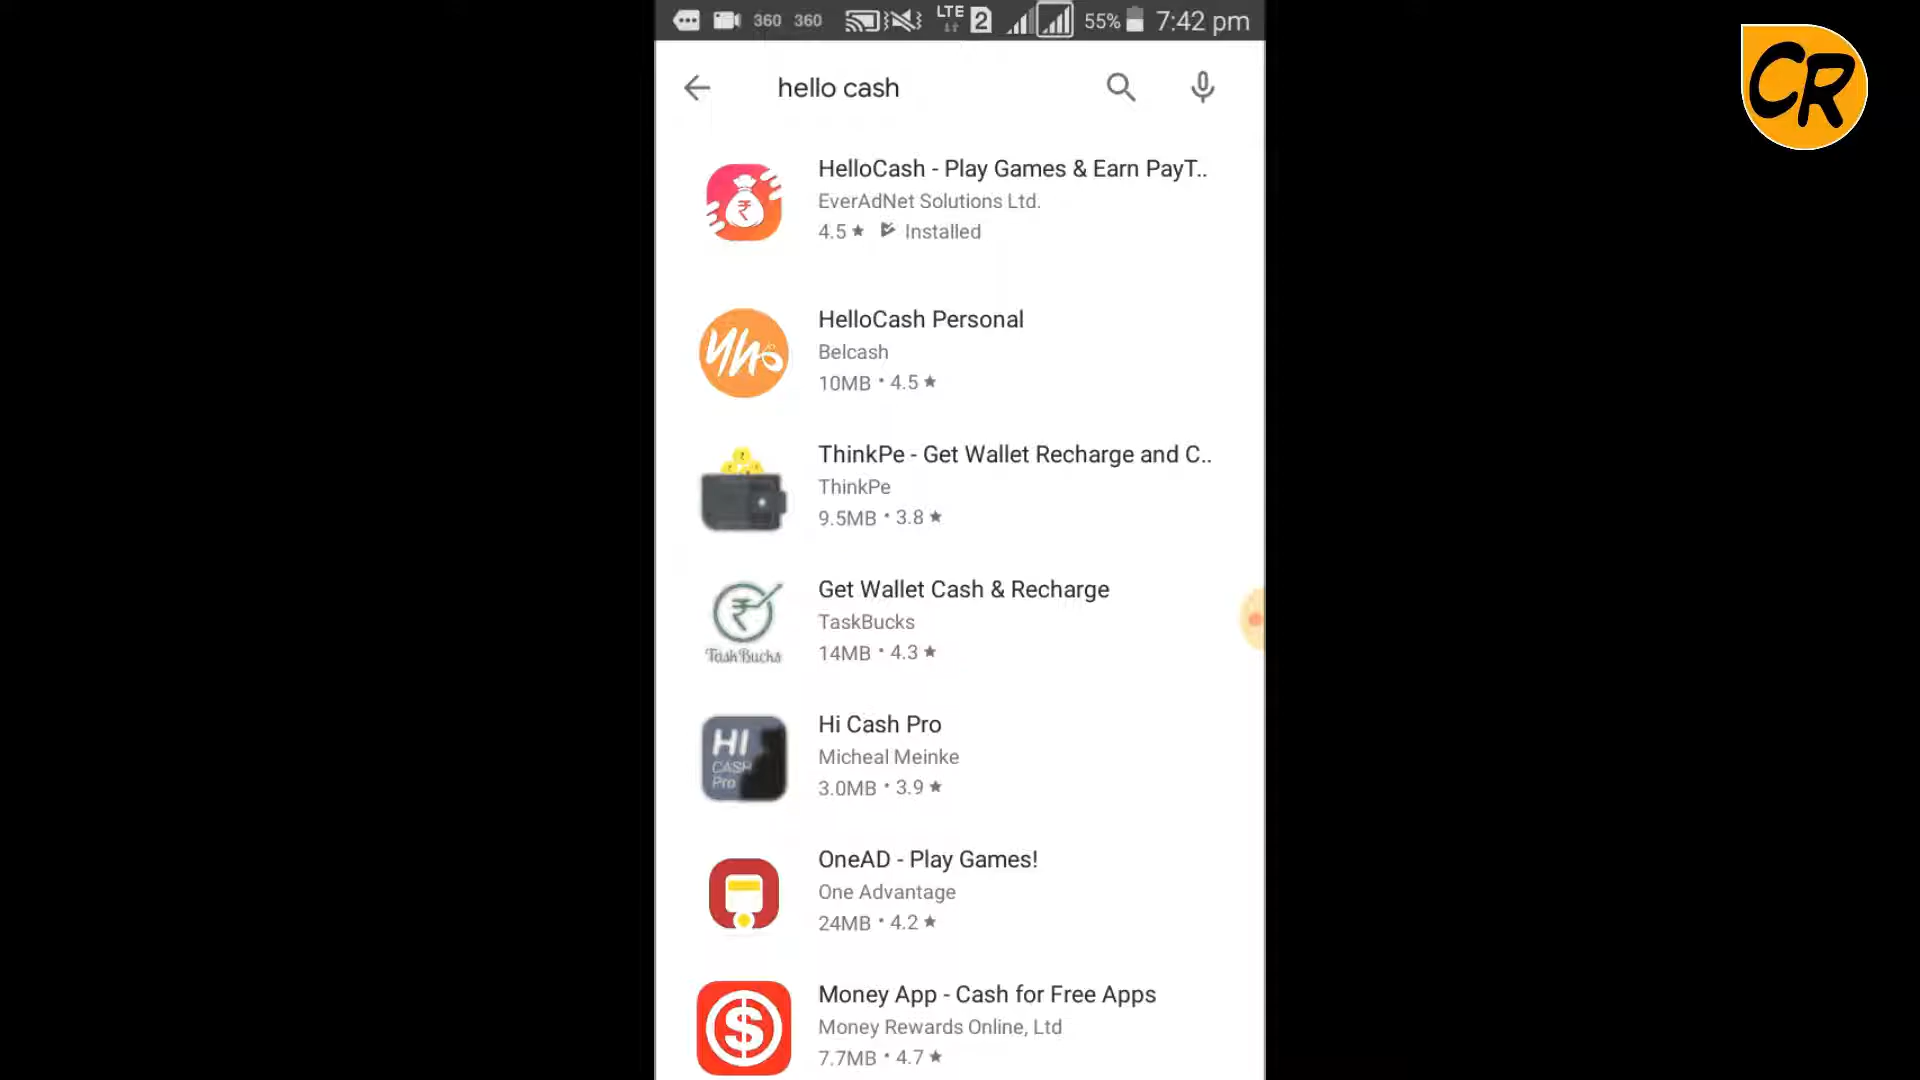 360 360 LTE 2 55% 7:42 pm
CR
hello cash
HelloCash - Play Games & Earn PayT..
EverAdNet Solutions Ltd.
4.5 ★ Installed
HelloCash Personal
Belcash
10MB • 4.5 ★
ThinkPe - Get Wallet Recharge and C..
ThinkPe
9.5MB • 3.8 ★
Get Wallet Cash & Recharge
TaskBucks
14MB • 4.3 ★
TaskBucks
Hi Cash Pro
Micheal Meinke
3.0MB • 3.9 ★
HI
CASH
Pro
OneAD - Play Games!
One Advantage
24MB • 4.2 ★
Money App - Cash for Free Apps
Money Rewards Online, Ltd
7.7MB • 4.7 ★